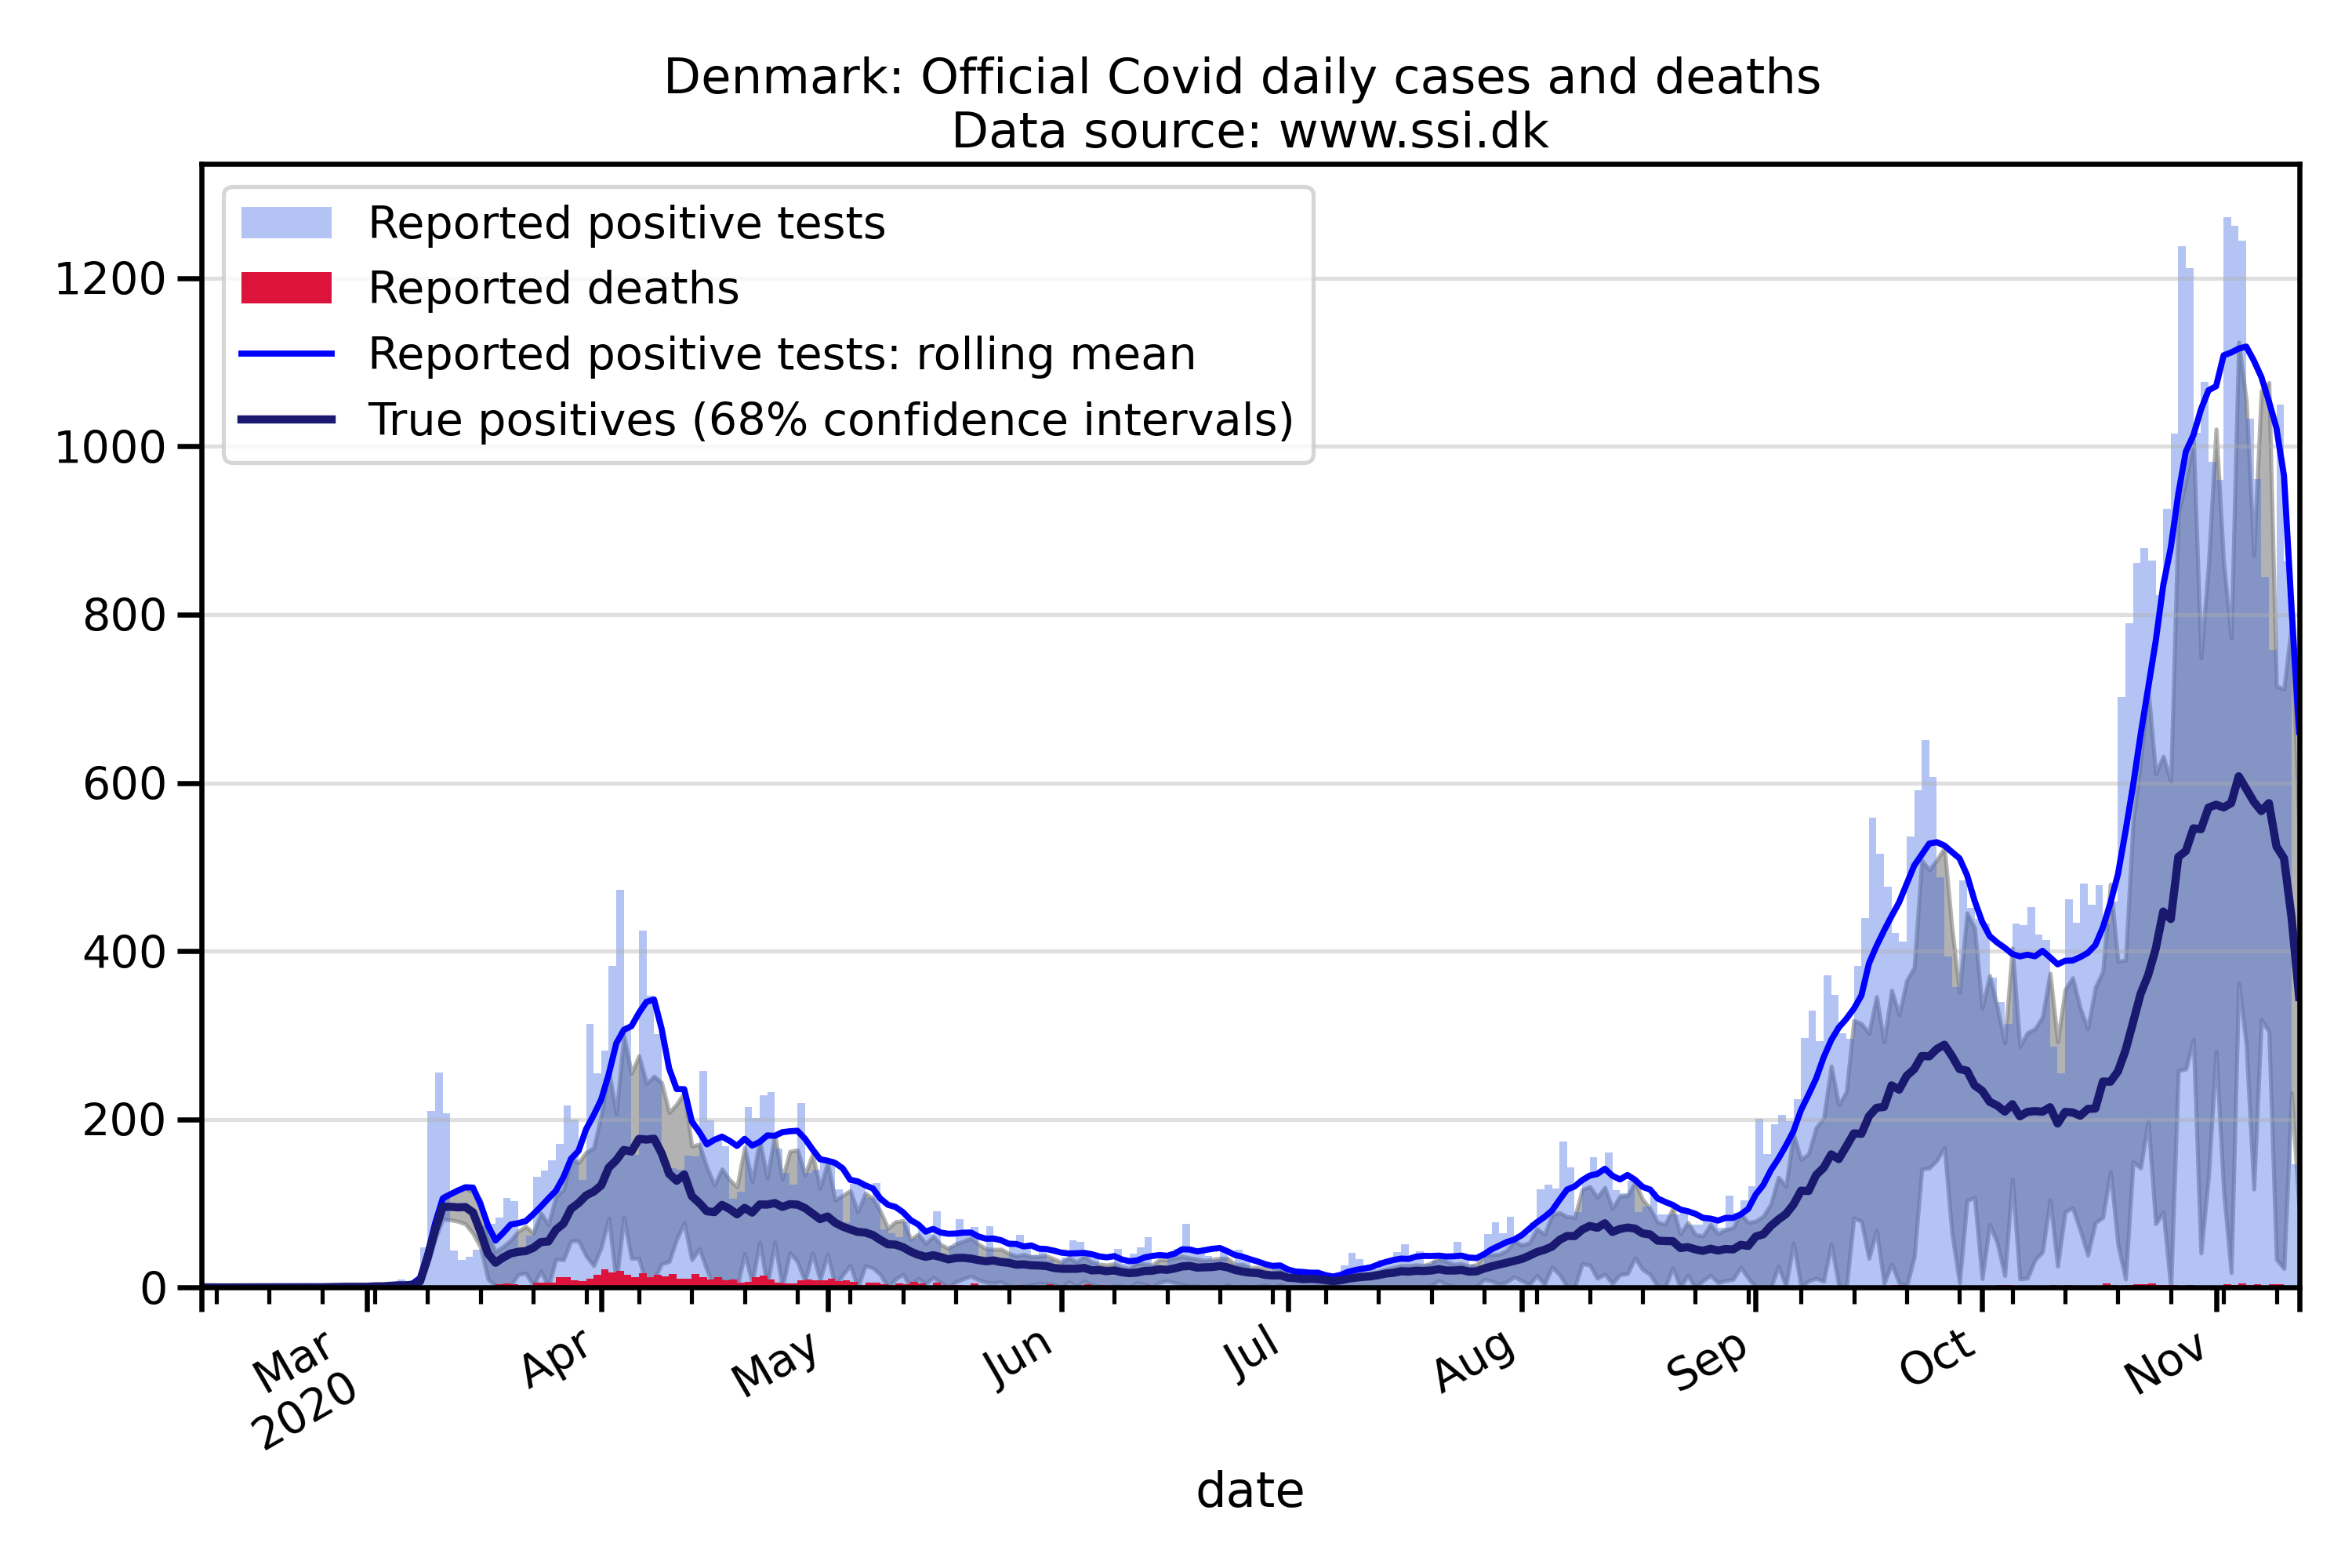 Denmark: Official Covid daily cases and deaths
Data source: www.ssi.dk
Reported positive tests
Reported deaths
Reported positive tests: rolling mean
True positives (68% confidence intervals)
1200
1000
800
600
400
200
0
Mar
2020
Apr
May
Jun
Jul
Aug
Sep
Oct
Nov
date